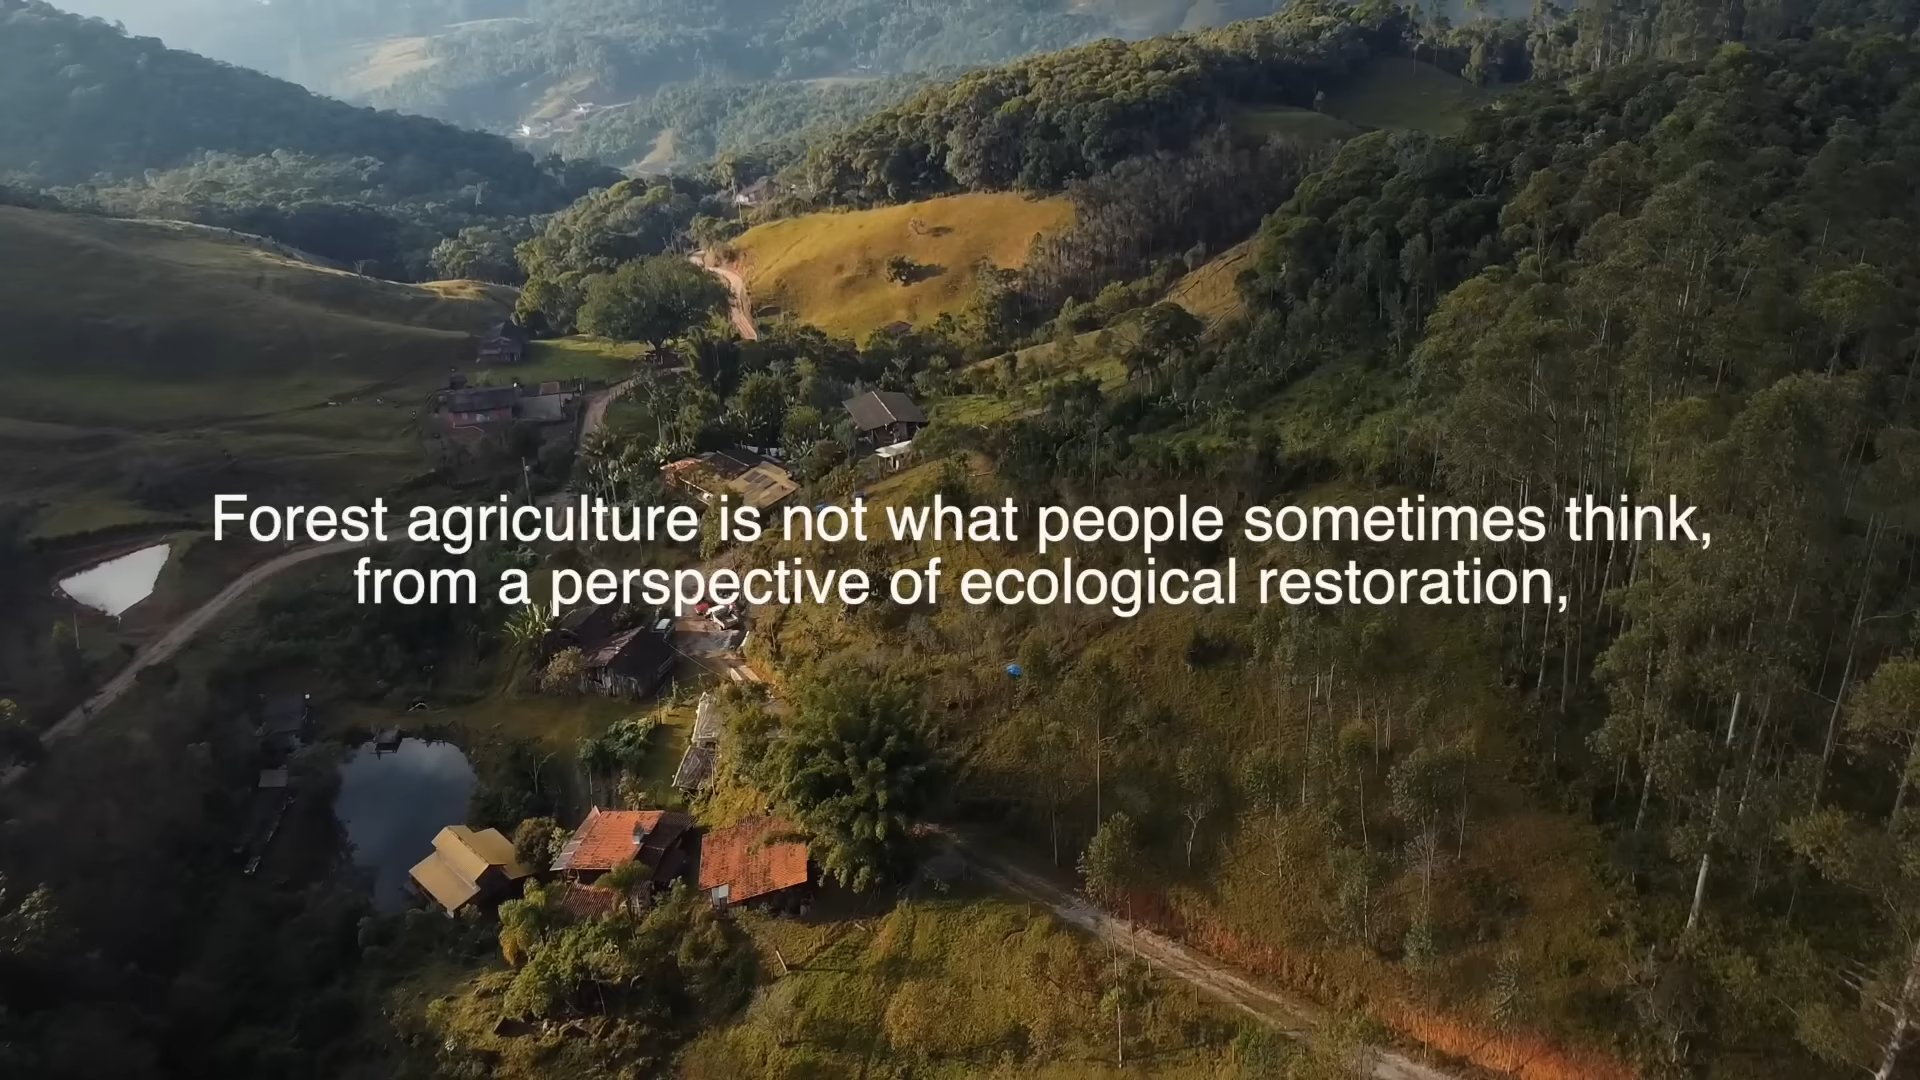 Forest agriculture is not what people sometimes think,
from a perspective of ecological restoration,